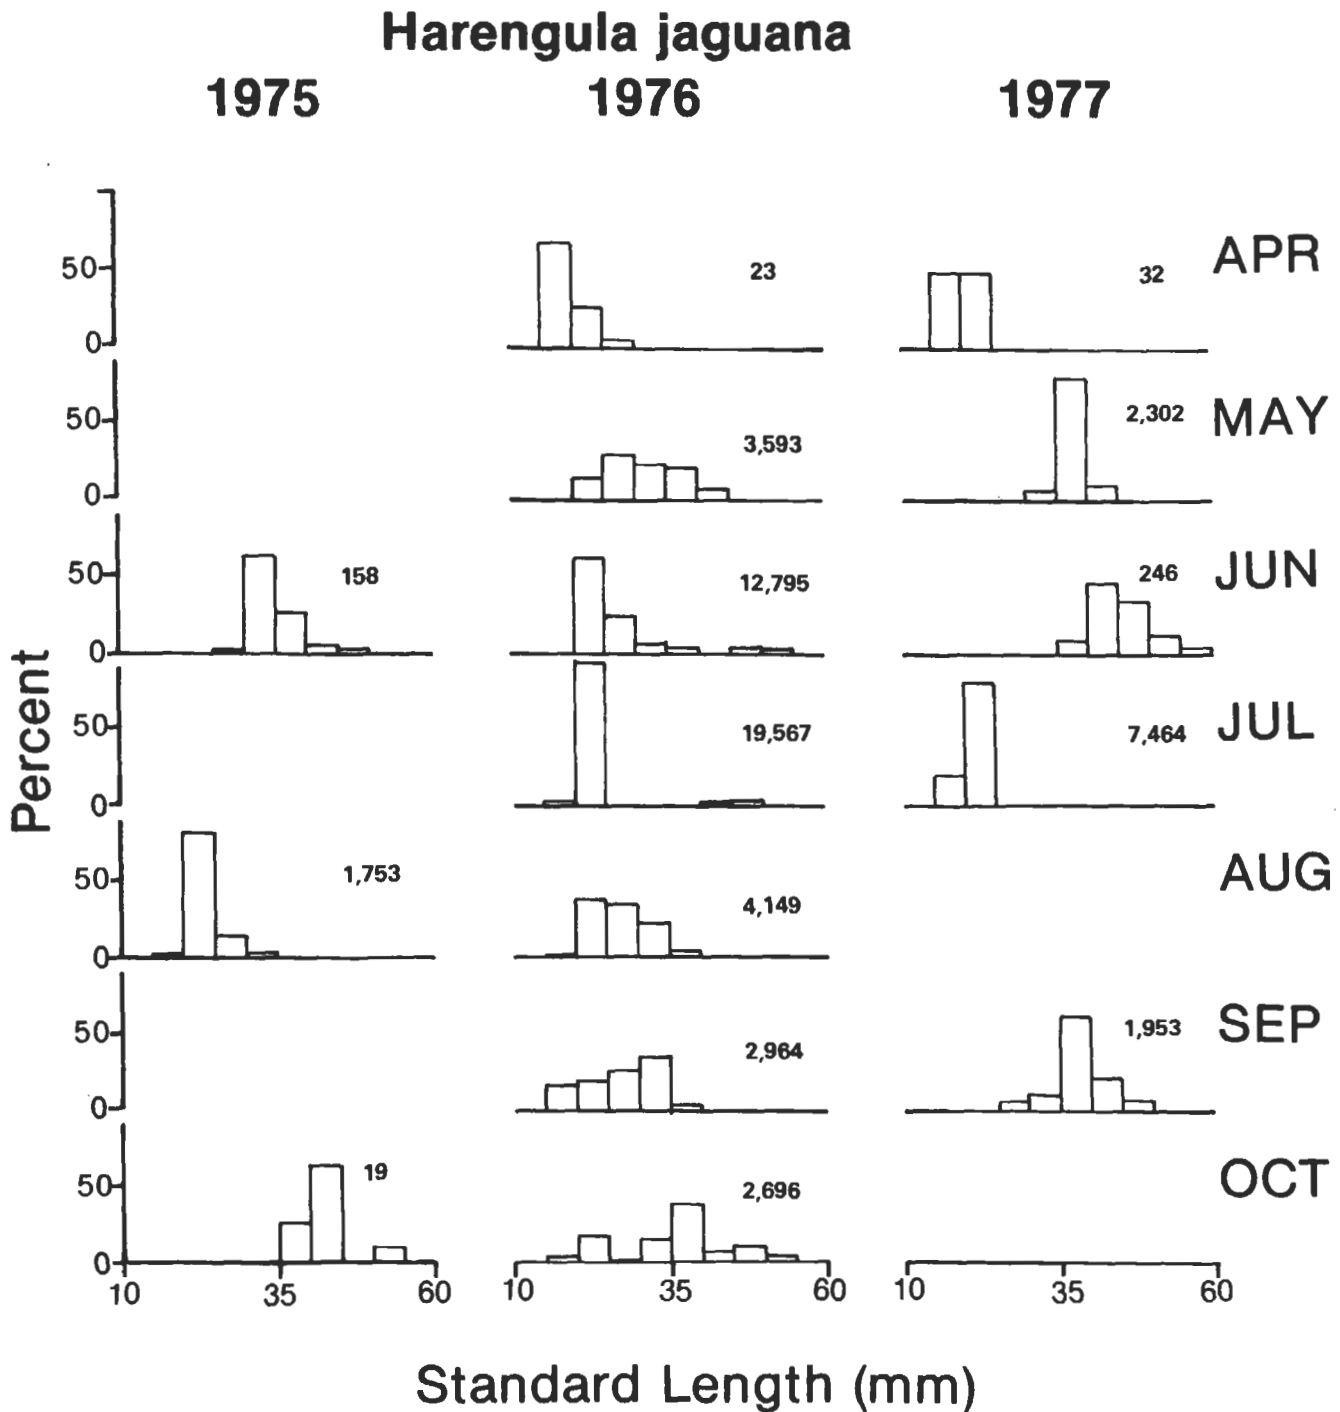 Harengula jaguana
1975 1976 1977
50 23 32 APR
0
50 3,593 2,302 MAY
0
50 158 12,795 246 JUN
0
50 19,567 7,464 JUL
0
Percent
50 1,753 4,149 AUG
0
50 2,964 1,953 SEP
0
50 19 2,696 OCT
0
10 35 60 10 35 60 10 35 60
Standard Length (mm)